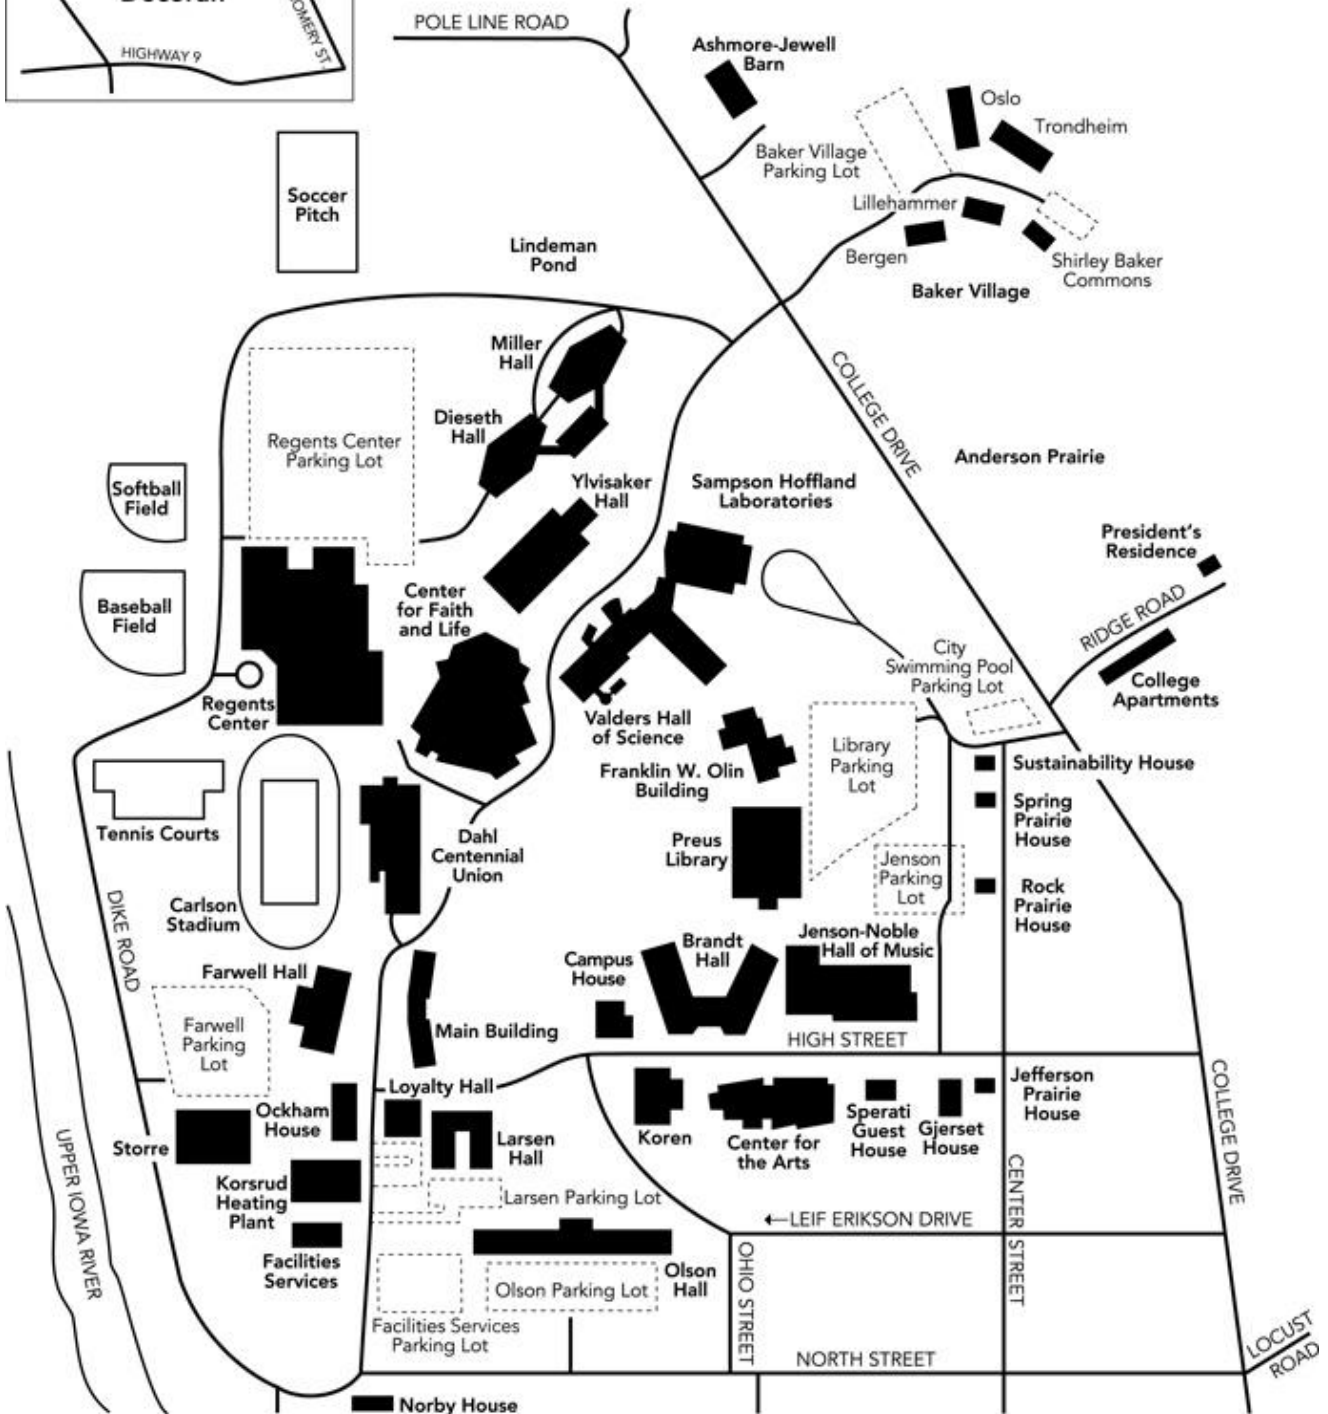 HIGHWAY 9
POLE LINE ROAD
Ashmore-Jewell
Barn
Oslo
Trondheim
Baker Village
Parking Lot
Lillehammer
Bergen
Shirley Baker
Commons
Baker Village
Soccer
Pitch
Lindeman
Pond
Miller
Hall
Dieseth
Hall
COLLEGE DRIVE
Regents Center
Parking Lot
Anderson Prairie
Softball
Field
Ylvisaker
Hall
Sampson Hoffland
Laboratories
President's
Residence
Baseball
Field
Center
for Faith
and Life
RIDGE ROAD
City
Swimming Pool
Parking Lot
College
Apartments
Regents
Center
Valders Hall
of Science
Library
Parking
Lot
Franklin W. Olin
Building
Sustainability House
Spring
Prairie
House
Tennis Courts
Dahl
Centennial
Union
Preus
Library
Jenson
Parking
Lot
Rock
Prairie
House
DIKE ROAD
Carlson
Stadium
Jenson-Noble
Hall of Music
Brandt
Hall
Campus
House
Farwell Hall
Farwell
Parking
Lot
Main Building
HIGH STREET
Loyalty Hall
Jefferson
Prairie
House
COLLEGE DRIVE
Ockham
House
Storre
Larsen
Hall
Koren
Center for
the Arts
Sperati
Guest
House
Gjerset
House
UPPER IOWA RIVER
Korsrud
Heating
Plant
Larsen Parking Lot
CENTER STREET
←LEIF ERIKSON DRIVE
Facilities
Services
Olson Parking Lot
Olson
Hall
OHIO STREET
Facilities Services
Parking Lot
NORTH STREET
LOCUST
ROAD
Norby House